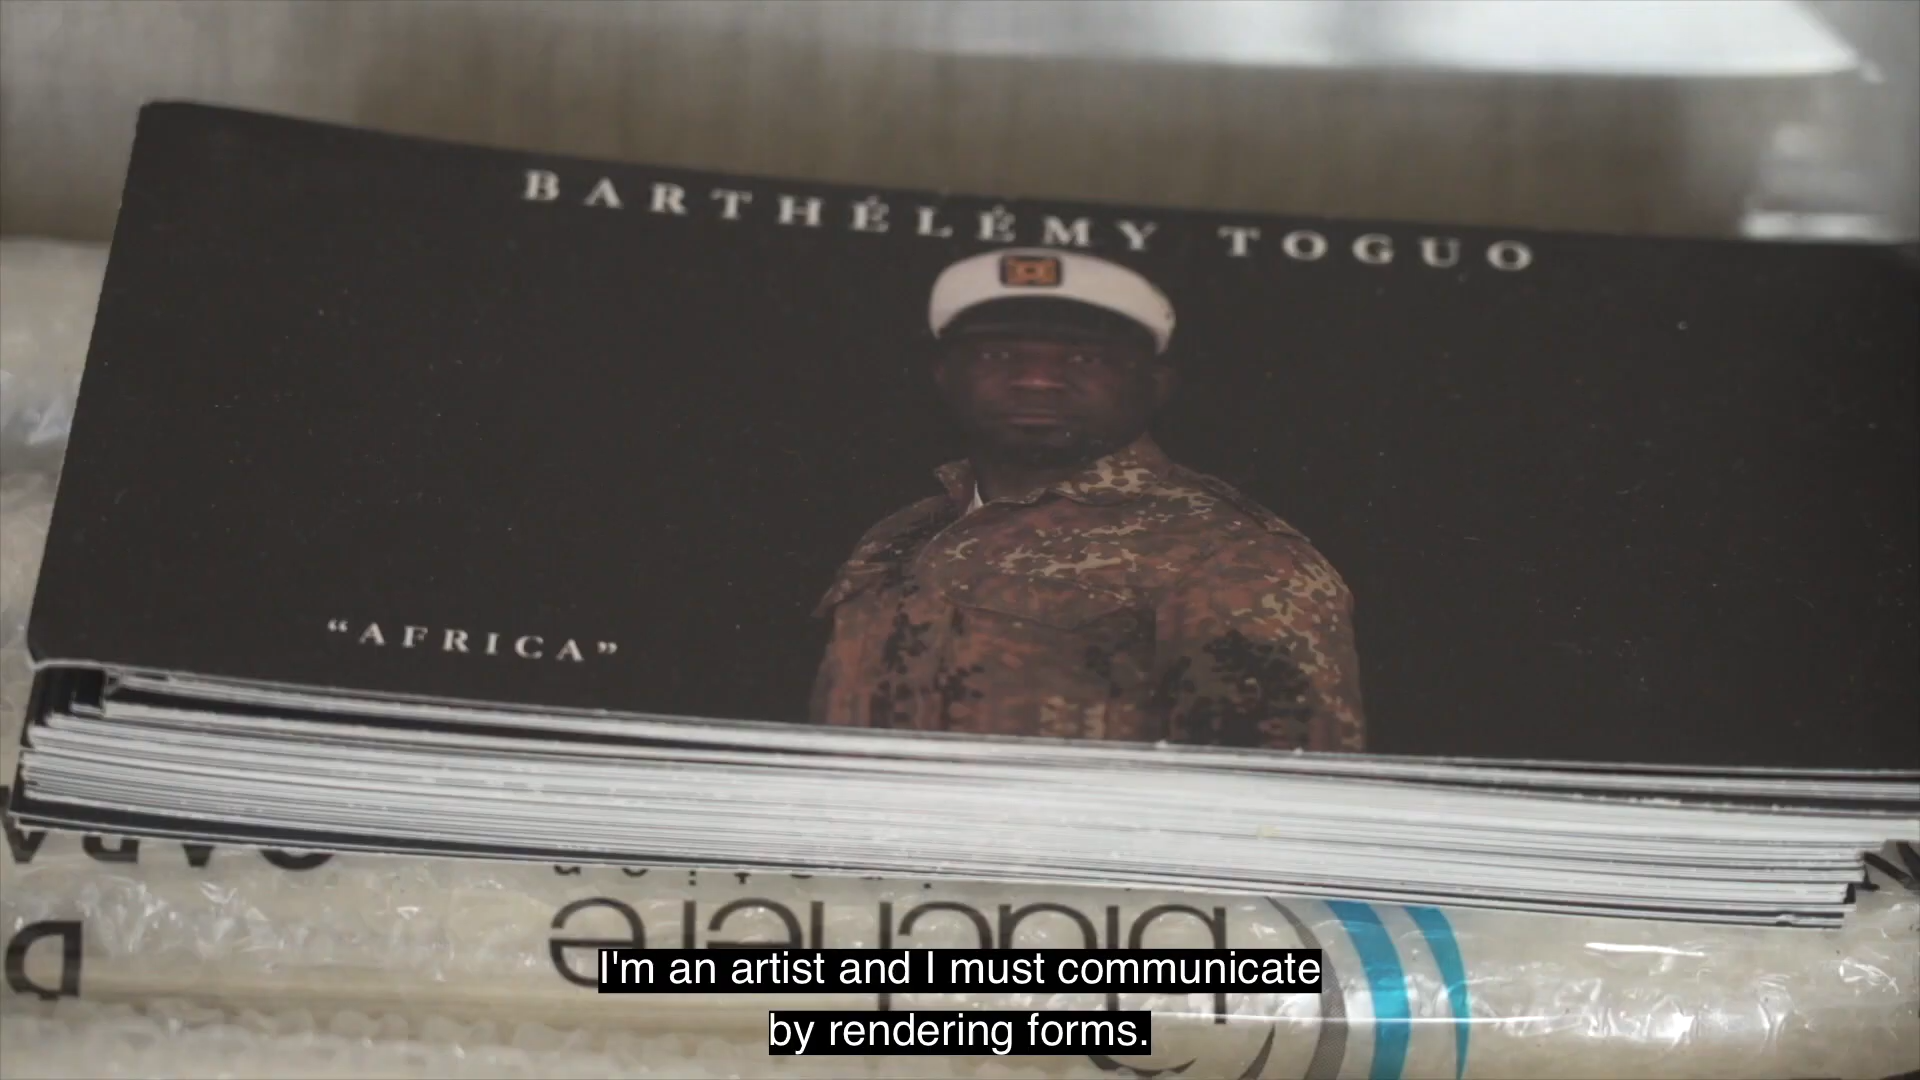 BARTHÉLÉMY TOGUO
“AFRICA”
I'm an artist and I must communicate
by rendering forms.